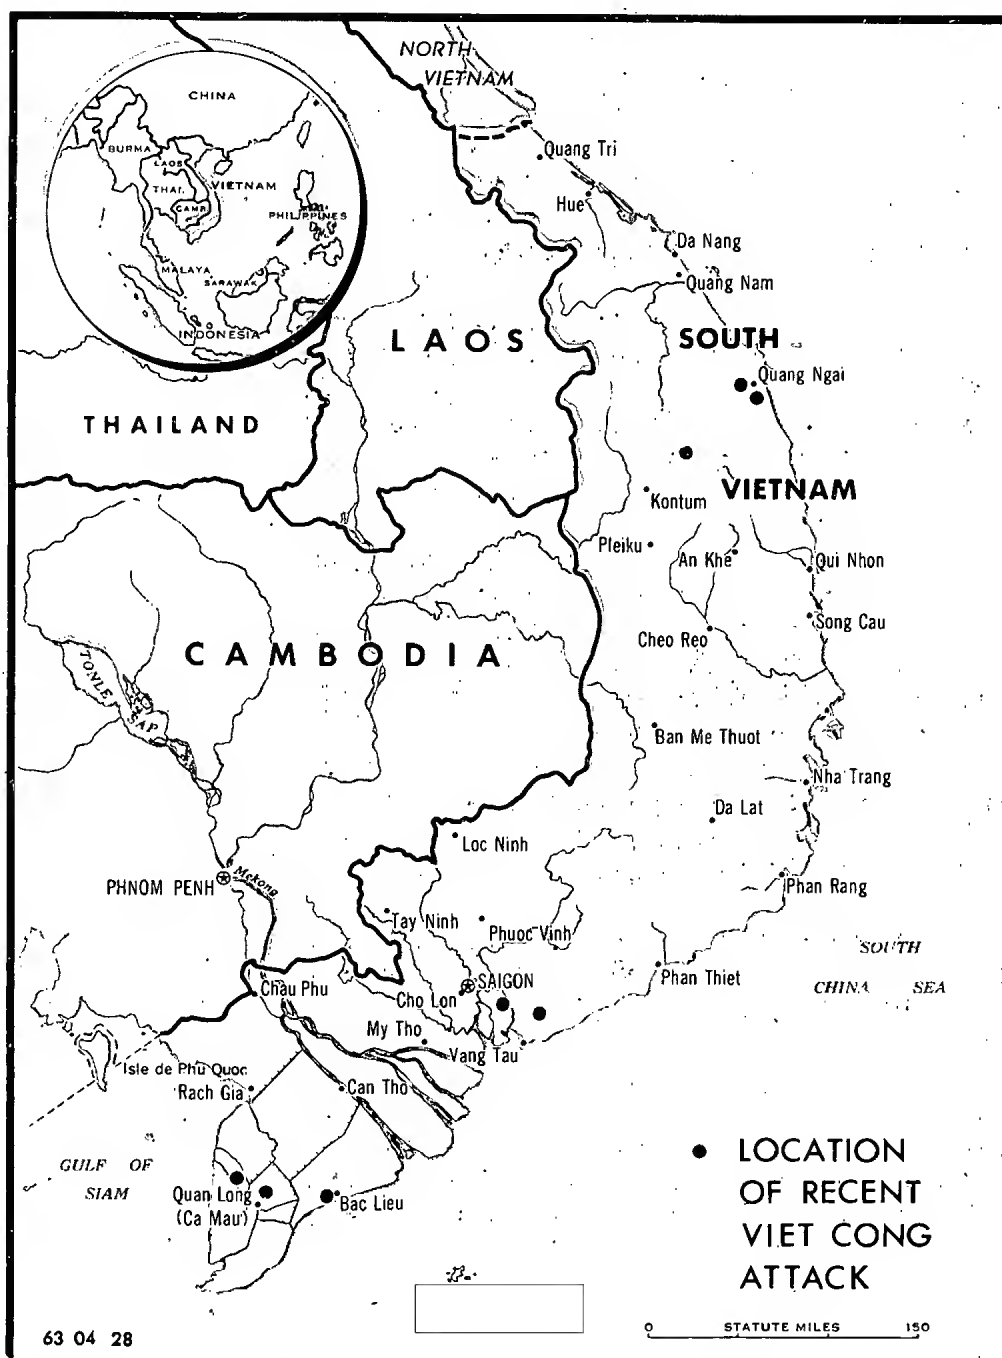 NORTH
VIETNAM
CHINA
BURMA
LAOS
VIETNAM
THAI.
CAMB.
PHILIPPINES
MALAYA
SARAWAK
INDONESIA
Quang Tri
Hue
Da Nang
Quang Nam
LAOS
SOUTH
Quang Ngai
THAILAND
VIETNAM
Kontum
Pleiku
An Khe
Qui Nhon
Song Cau
Cheo Reo
CAMBODIA
TONLE
SAP
Ban Me Thuot
Nha Trang
Da Lat
Loc Ninh
PHNOM PENH
Mekong
Phan Rang
Tay Ninh
Phuoc Vinh
SOUTH
CHINA SEA
Phan Thiet
SAIGON
Chau Phu
Cho Lon
My Tho
Vang Tau
Isle de Phu Quoc
Rach Gia
Can Tho
GULF OF
SIAM
Quan Long
(Ca Mau)
Bac Lieu
LOCATION
OF RECENT
VIET CONG
ATTACK
63 04 28
0 STATUTE MILES 150